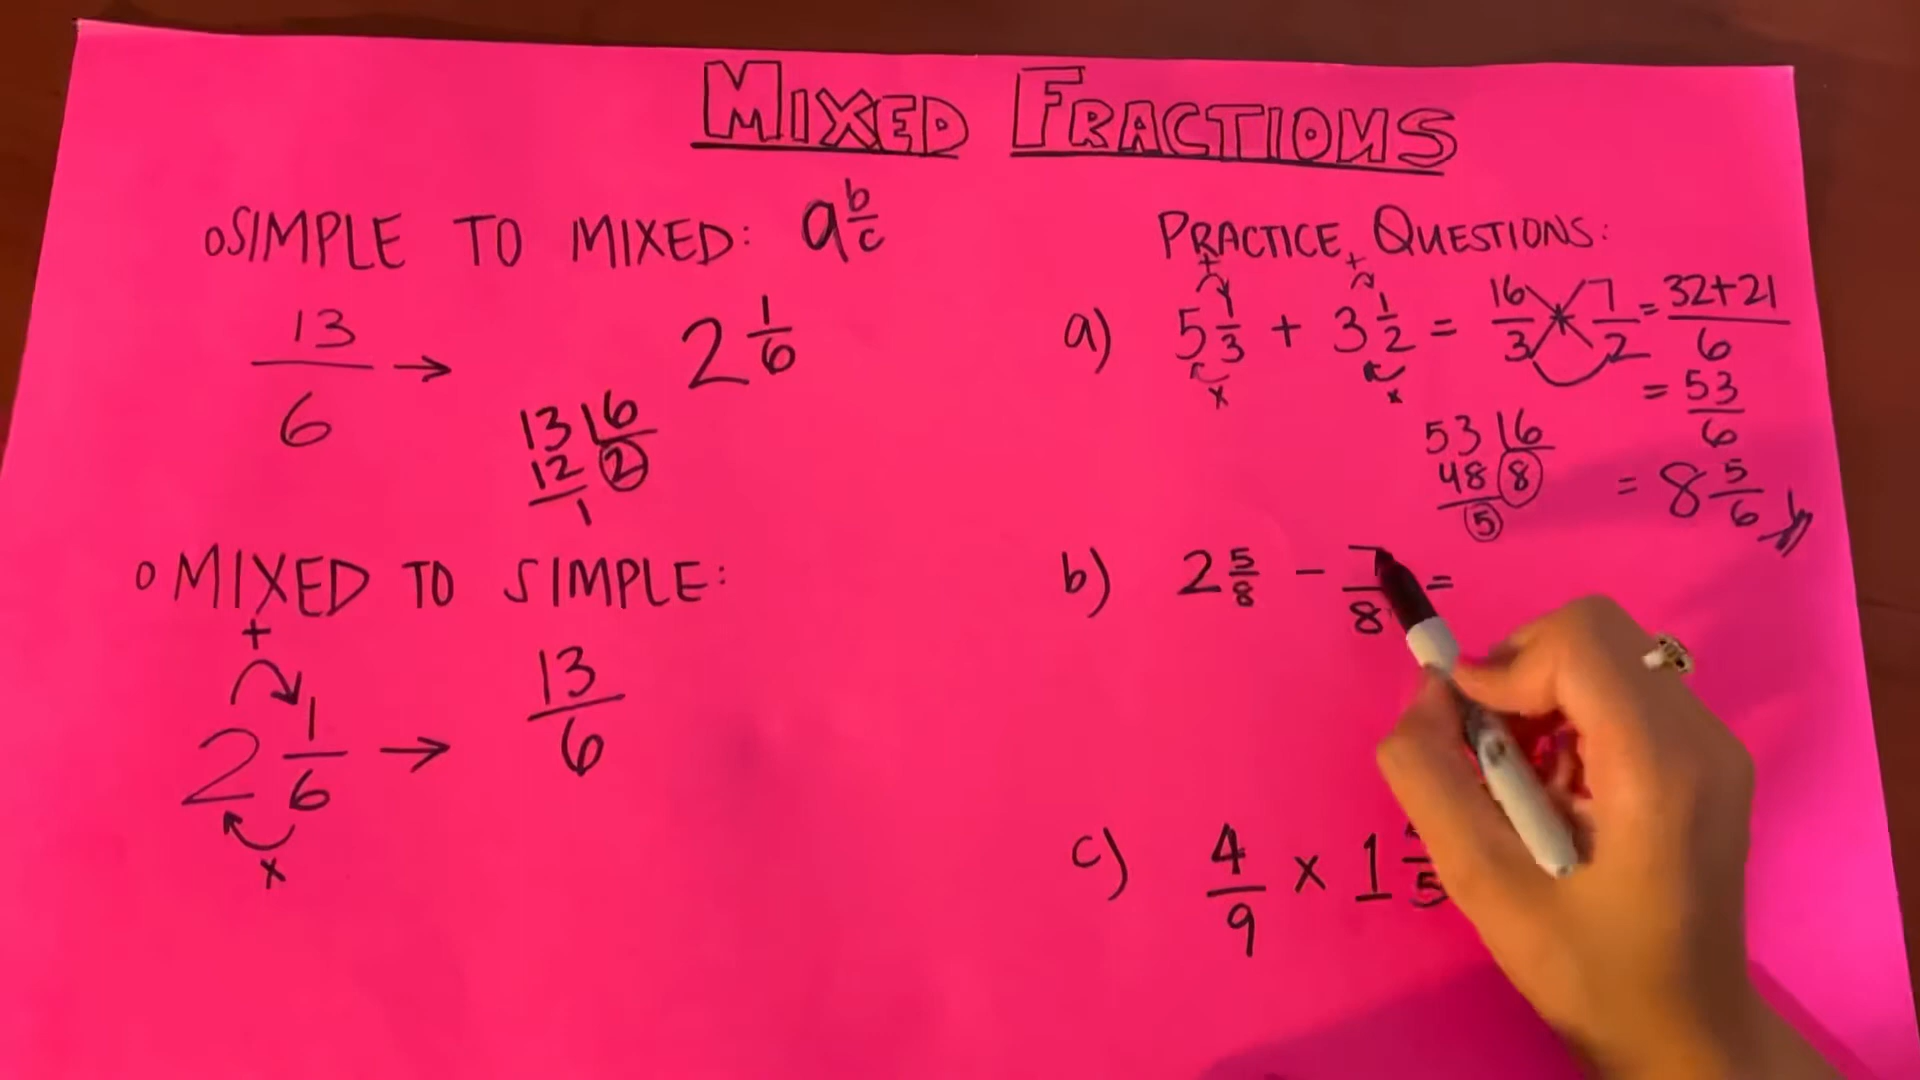 MIXED FRACTIONS
o SIMPLE TO MIXED: a b/c
13/6 → 2 1/6
13 | 6
12 2
1
o MIXED TO SIMPLE:
+
2 1/6 → 13/6
x
PRACTICE QUESTIONS:
+ +
a) 5 1/3 + 3 1/2 = 16/3 7/2 = 32+21/6
x x
= 53/6
53 | 6
48 8
5
= 8 5/6
b) 2 5/8 - 7/8 =
c) 4/9 x 1 /5